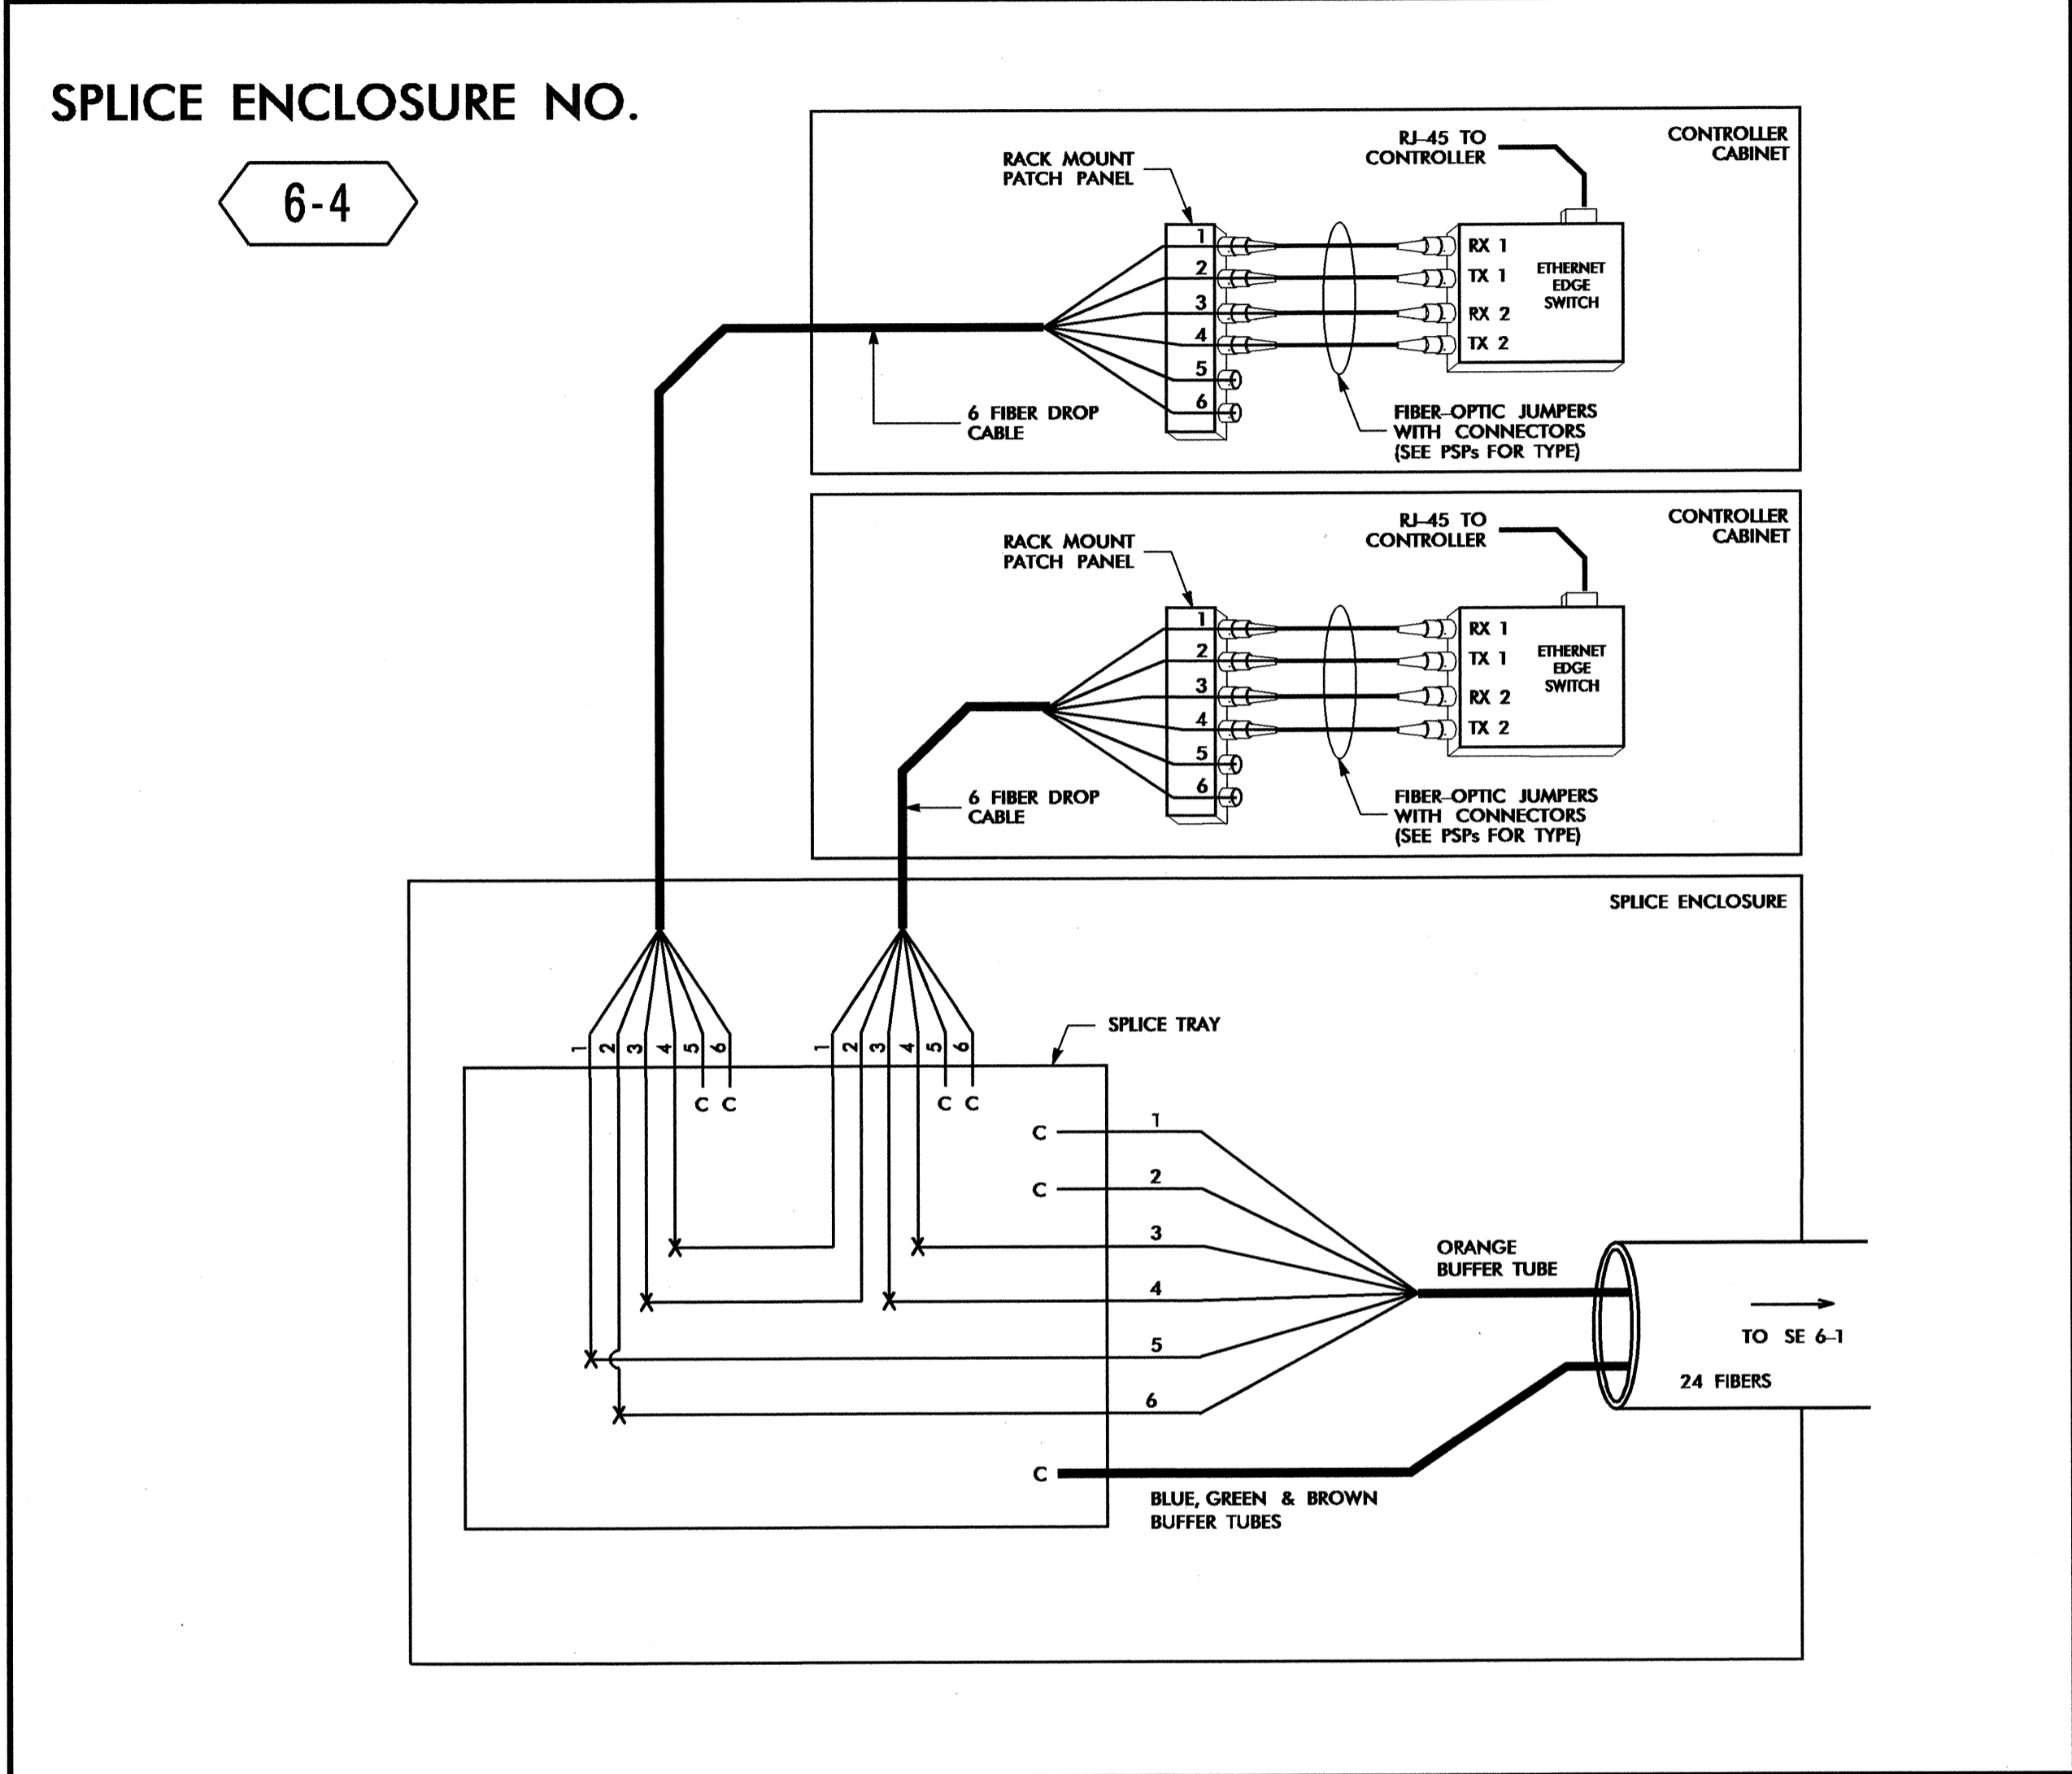 SPLICE ENCLOSURE NO.
6-4
CONTROLLER
CABINET
RJ-45 TO
CONTROLLER
RACK MOUNT
PATCH PANEL
1
2
3
4
5
6
RX 1
TX 1
RX 2
TX 2
ETHERNET
EDGE
SWITCH
6 FIBER DROP
CABLE
FIBER-OPTIC JUMPERS
WITH CONNECTORS
(SEE PSPs FOR TYPE)
CONTROLLER
CABINET
RJ-45 TO
CONTROLLER
RACK MOUNT
PATCH PANEL
1
2
3
4
5
6
RX 1
TX 1
RX 2
TX 2
ETHERNET
EDGE
SWITCH
6 FIBER DROP
CABLE
FIBER-OPTIC JUMPERS
WITH CONNECTORS
(SEE PSPs FOR TYPE)
SPLICE ENCLOSURE
SPLICE TRAY
1 2 3 4 5 6
1 2 3 4 5 6
C C
C C
C 1
C 2
3
4
5
6
ORANGE
BUFFER TUBE
TO SE 6-1
24 FIBERS
C
BLUE, GREEN & BROWN
BUFFER TUBES